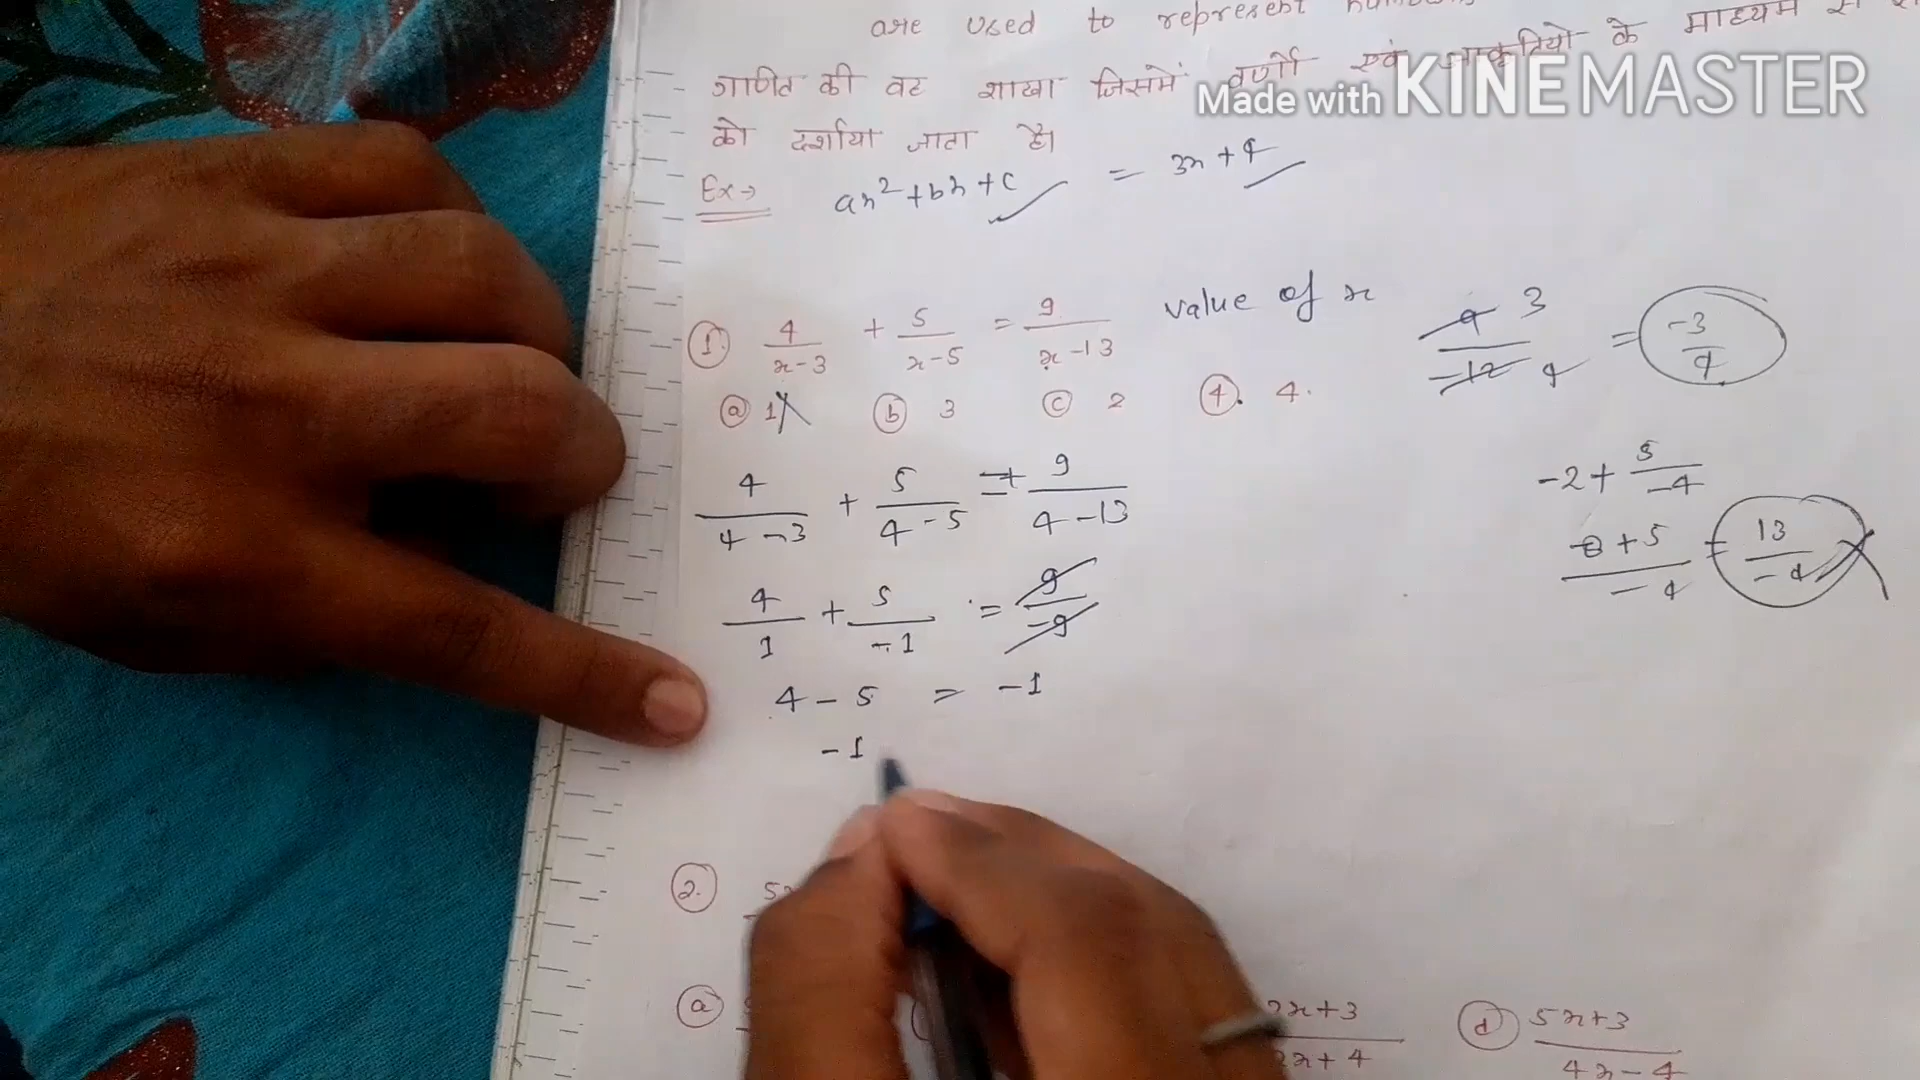 are used to represent
गणित की वह शाखा जिसमें वर्णो एवं आकृतियो के माध्यम से
Made with KINEMASTER
को दर्शाया जाता है।
Ex→ ax²+bx+c = 3x+4
① 4/(x-3) + 5/(x-5) = 9/(x-13) value of x
9 3 / -12 4 = -3/4
ⓐ 1 ⓑ 3 ⓒ 2 ④. 4.
4/(4-3) + 5/(4-5) = 9/(4-13)
-2+5/-4
8+5/-4 = 13/-4
4/1 + 5/-1 = 9/-9
4-5 = -1
-1
②
ⓐ 2x+3 ⓓ 5x+3
2x+4 4x-4